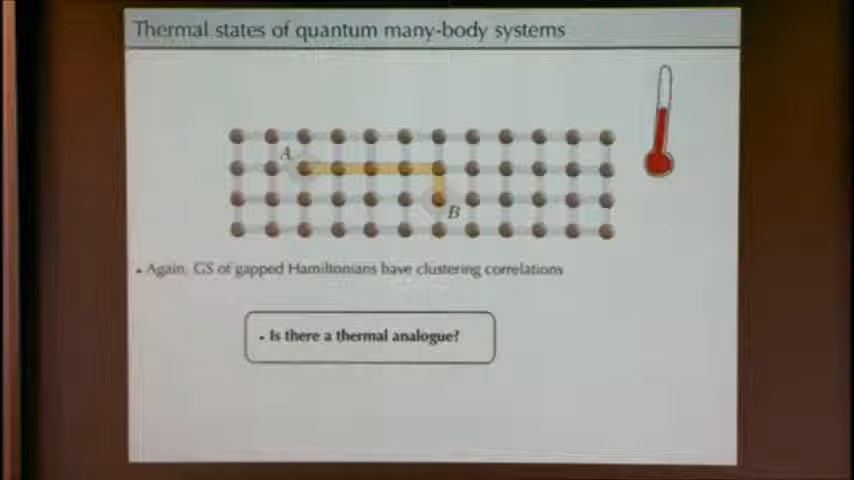 Thermal states of quantum many-body systems
A
B
• Again, GS of gapped Hamiltonians have clustering correlations
• Is there a thermal analogue?